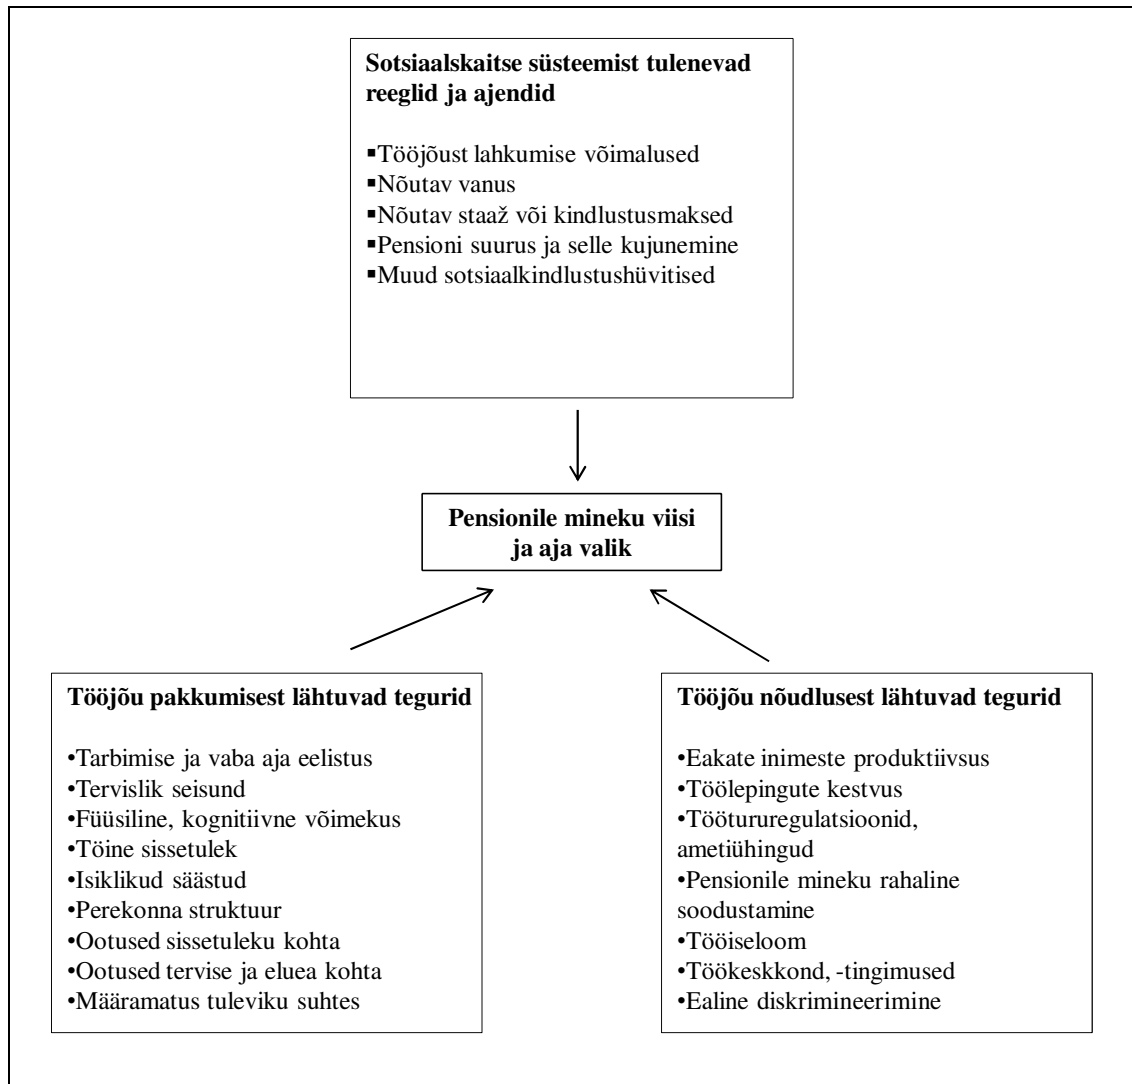 Sotsiaalskaitse süsteemist tulenevad
reeglid ja ajendid
▪Tööjõust lahkumise võimalused
▪Nõutav vanus
▪Nõutav staaž või kindlustusmaksed
▪Pensioni suurus ja selle kujunemine
▪Muud sotsiaalkindlustushüvitised
Pensionile mineku viisi
ja aja valik
Tööjõu pakkumisest lähtuvad tegurid
•Tarbimise ja vaba aja eelistus
•Tervislik seisund
•Füüsiline, kognitiivne võimekus
•Töine sissetulek
•Isiklikud säästud
•Perekonna struktuur
•Ootused sissetuleku kohta
•Ootused tervise ja eluea kohta
•Määramatus tuleviku suhtes
Tööjõu nõudlusest lähtuvad tegurid
•Eakate inimeste produktiivsus
•Töölepingute kestvus
•Töötururegulatsioonid,
ametiühingud
•Pensionile mineku rahaline
soodustamine
•Tööiseloom
•Töökeskkond, -tingimused
•Ealine diskrimineerimine